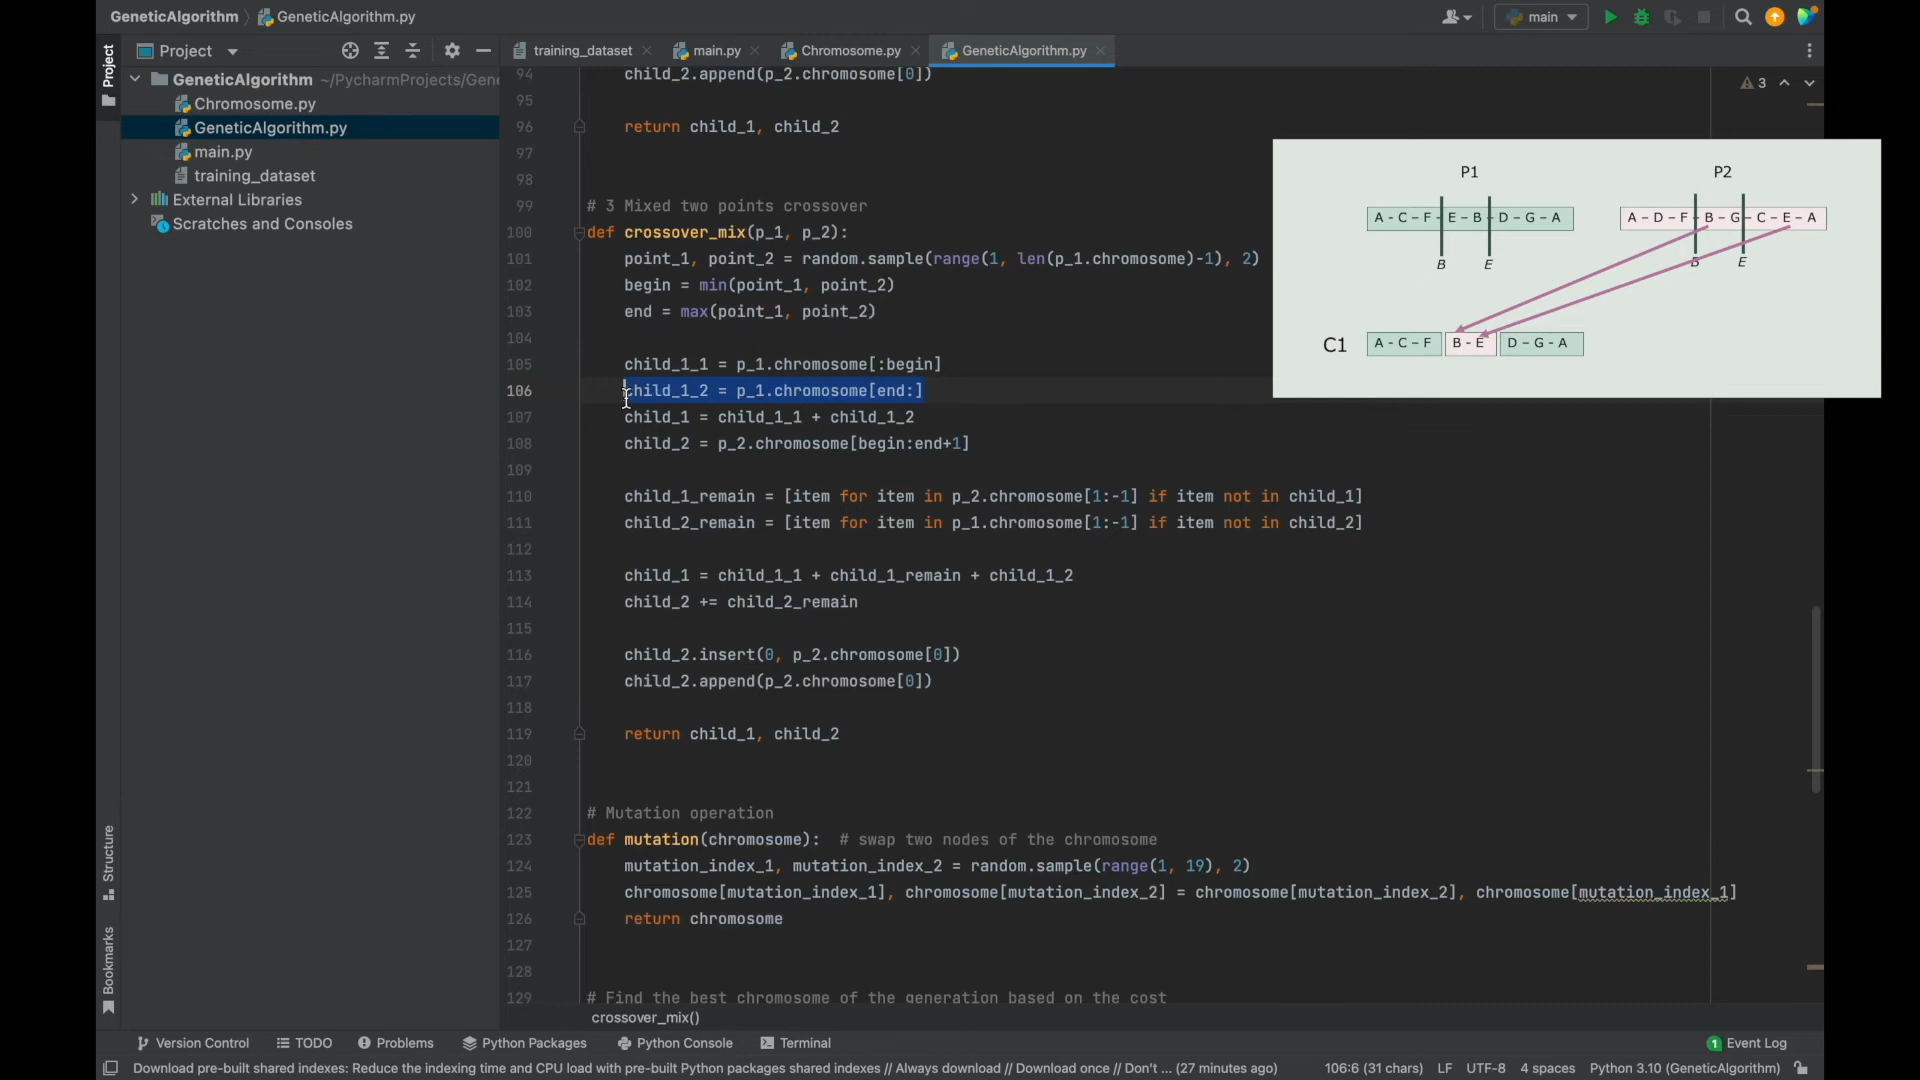 GeneticAlgorithm GeneticAlgorithm.py main
Project Project training_dataset main.py Chromosome.py GeneticAlgorithm.py
GeneticAlgorithm ~/PycharmProjects/Gene
Chromosome.py
GeneticAlgorithm.py
main.py
training_dataset
External Libraries
Scratches and Consoles
3
94 child_2.append(p_2.chromosome[0])
95
96 return child_1, child_2
97
98
99 # 3 Mixed two points crossover
100 def crossover_mix(p_1, p_2):
101 point_1, point_2 = random.sample(range(1, len(p_1.chromosome)-1), 2)
102 begin = min(point_1, point_2)
103 end = max(point_1, point_2)
104
105 child_1_1 = p_1.chromosome[:begin]
106 child_1_2 = p_1.chromosome[end:]
107 child_1 = child_1_1 + child_1_2
108 child_2 = p_2.chromosome[begin:end+1]
109
110 child_1_remain = [item for item in p_2.chromosome[1:-1] if item not in child_1]
111 child_2_remain = [item for item in p_1.chromosome[1:-1] if item not in child_2]
112
113 child_1 = child_1_1 + child_1_remain + child_1_2
114 child_2 += child_2_remain
115
116 child_2.insert(0, p_2.chromosome[0])
117 child_2.append(p_2.chromosome[0])
118
119 return child_1, child_2
120
121
122 # Mutation operation
123 def mutation(chromosome): # swap two nodes of the chromosome
124 mutation_index_1, mutation_index_2 = random.sample(range(1, 19), 2)
125 chromosome[mutation_index_1], chromosome[mutation_index_2] = chromosome[mutation_index_2], chromosome[mutation_index_1]
126 return chromosome
127
128
129 # Find the best chromosome of the generation based on the cost
crossover_mix()
P1 P2
A - C - F - E - B - D - G - A A - D - F - B - G - C - E - A
B E B E
C1 A - C - F B - E D - G - A
Structure
Bookmarks
Version Control TODO Problems Python Packages Python Console Terminal 1 Event Log
Download pre-built shared indexes: Reduce the indexing time and CPU load with pre-built Python packages shared indexes // Always download // Download once // Don't ... (27 minutes ago) 106:6 (31 chars) LF UTF-8 4 spaces Python 3.10 (GeneticAlgorithm)